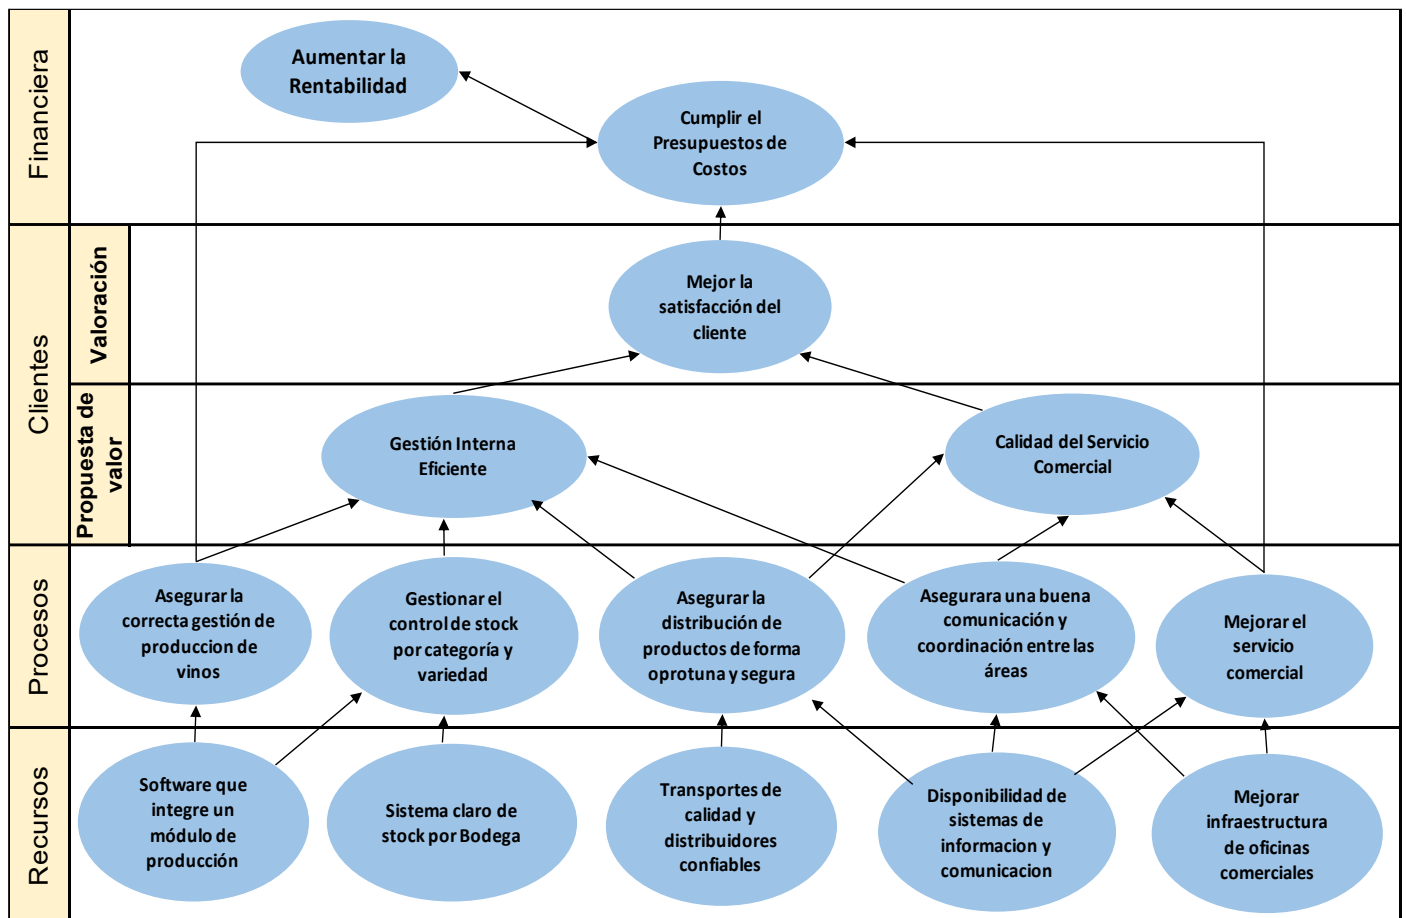 Financiera
Aumentar la
Rentabilidad
Cumplir el
Presupuestos de
Costos
Clientes
Valoración
Mejor la
satisfacción del
cliente
Propuesta de
valor
Gestión Interna
Eficiente
Calidad del Servicio
Comercial
Procesos
Asegurar la
correcta gestión de
produccion de
vinos
Gestionar el
control de stock
por categoría y
variedad
Asegurar la
distribución de
productos de forma
oprotuna y segura
Asegurara una buena
comunicación y
coordinación entre las
áreas
Mejorar el
servicio
comercial
Recursos
Software que
integre un
módulo de
producción
Sistema claro de
stock por Bodega
Transportes de
calidad y
distribuidores
confiables
Disponibilidad de
sistemas de
informacion y
comunicacion
Mejorar
infraestructura
de oficinas
comerciales